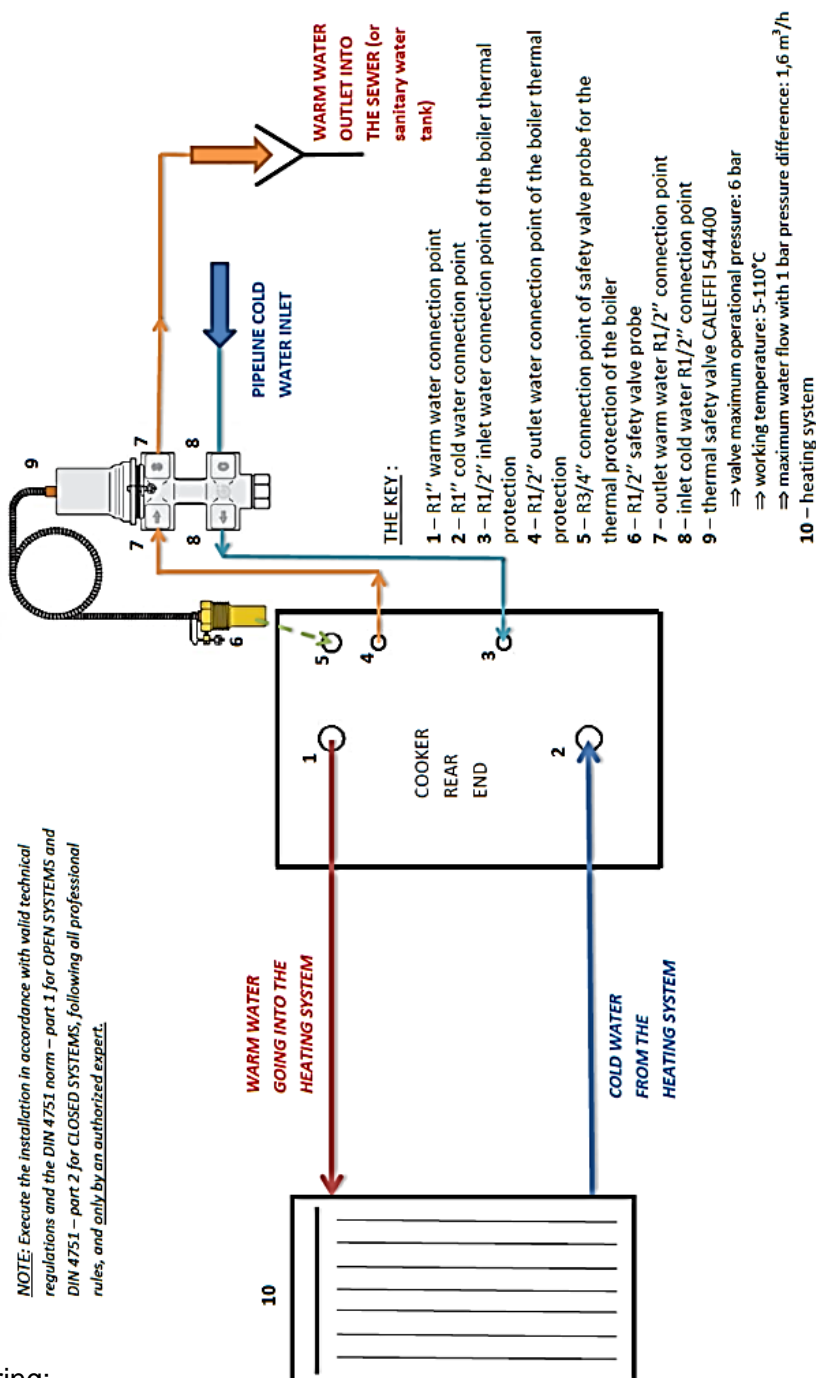 NOTE: Execute the installation in accordance with valid technical
regulations and the DIN 4751 norm – part 1 for OPEN SYSTEMS and
DIN 4751 – part 2 for CLOSED SYSTEMS, following all professional
rules, and only by an authorized expert.
10
WARM WATER
GOING INTO THE
HEATING SYSTEM
COLD WATER
FROM THE
HEATING SYSTEM
1
2
COOKER
REAR
END
5
4
3
6
9
7
7
8
8
PIPELINE COLD
WATER INLET
WARM WATER
OUTLET INTO
THE SEWER (or
sanitary water
tank)
THE KEY :
1 – R1″ warm water connection point
2 – R1″ cold water connection point
3 – R1/2″ inlet water connection point of the boiler thermal
protection
4 – R1/2″ outlet water connection point of the boiler thermal
protection
5 – R3/4″ connection point of safety valve probe for the
thermal protection of the boiler
6 – R1/2″ safety valve probe
7 – outlet warm water R1/2″ connection point
8 – inlet cold water R1/2″ connection point
9 – thermal safety valve CALEFFI 544400
⇒ valve maximum operational pressure: 6 bar
⇒ working temperature: 5-110°C
⇒ maximum water flow with 1 bar pressure difference: 1,6 m³/h
10 – heating system